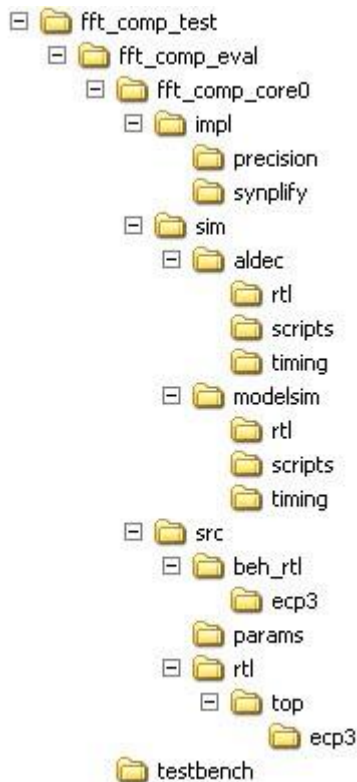 fft_comp_test
fft_comp_eval
fft_comp_core0
impl
precision
synplify
sim
aldec
rtl
scripts
timing
modelsim
rtl
scripts
timing
src
beh_rtl
ecp3
params
rtl
top
ecp3
testbench